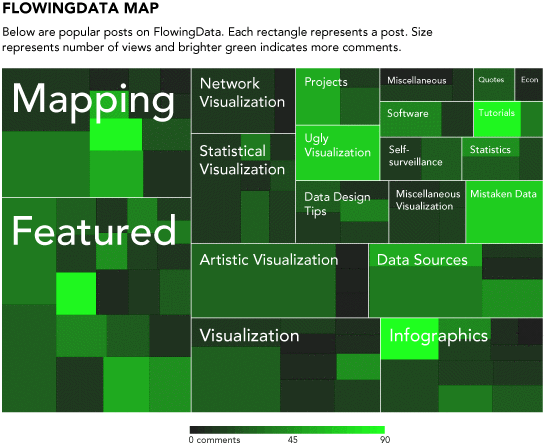 FLOWINGDATA MAP
Below are popular posts on FlowingData. Each rectangle represents a post. Size
represents number of views and brighter green indicates more comments.
Mapping
Network
Visualization
Projects
Miscellaneous
Quotes
Econ
Software
Tutorials
Ugly
Visualization
Statistical
Visualization
Self-
surveillance
Statistics
Data Design
Tips
Miscellaneous
Visualization
Mistaken Data
Featured
Artistic Visualization
Data Sources
Visualization
Infographics
0 comments
45
90